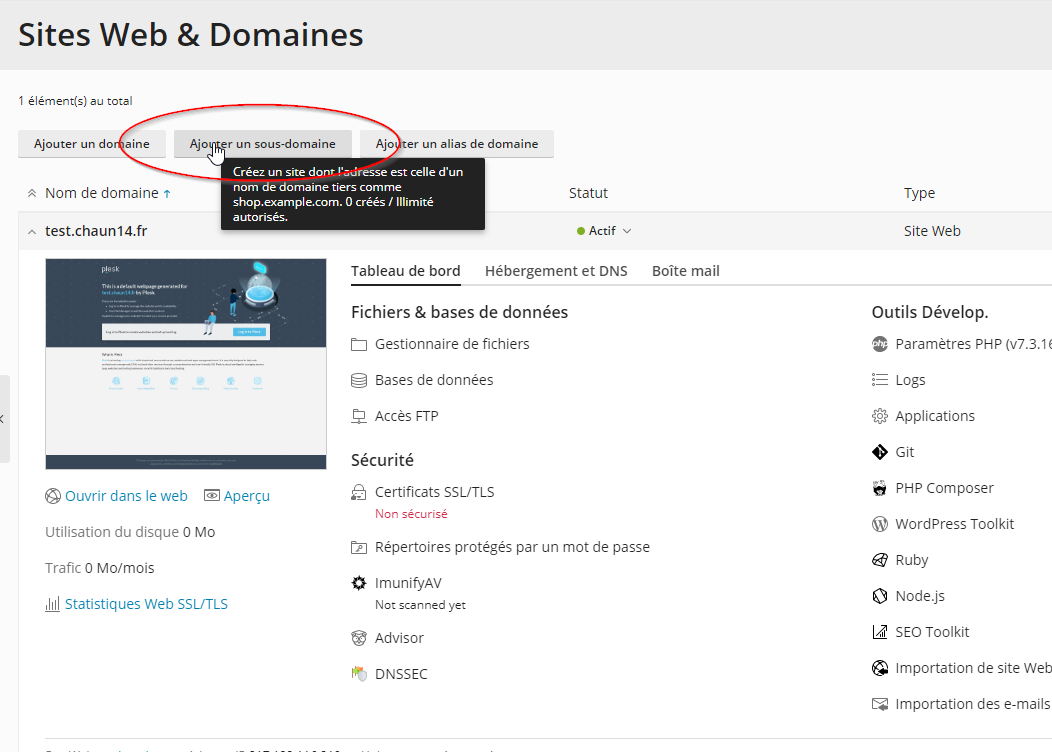 Sites Web & Domaines
1 élément(s) au total
Ajouter un domaine Ajouter un sous-domaine Ajouter un alias de domaine
Créez un site dont l'adresse est celle d'un
nom de domaine tiers comme
shop.example.com. 0 créés / Illimité
autorisés.
Nom de domaine ↑ Statut Type
test.chaun14.fr Actif Site Web
plesk
This is a default webpage generated for
test.chaun14.fr by Plesk
Tableau de bord Hébergement et DNS Boîte mail
Fichiers & bases de données
Gestionnaire de fichiers
Bases de données
Accès FTP
Sécurité
Certificats SSL/TLS
Non sécurisé
Répertoires protégés par un mot de passe
ImunifyAV
Not scanned yet
Advisor
DNSSEC
Outils Dévelop.
php Paramètres PHP (v7.3.16
Logs
Applications
Git
PHP Composer
WordPress Toolkit
Ruby
Node.js
SEO Toolkit
Importation de site Web
Importation des e-mails
Ouvrir dans le web Aperçu
Utilisation du disque 0 Mo
Trafic 0 Mo/mois
Statistiques Web SSL/TLS